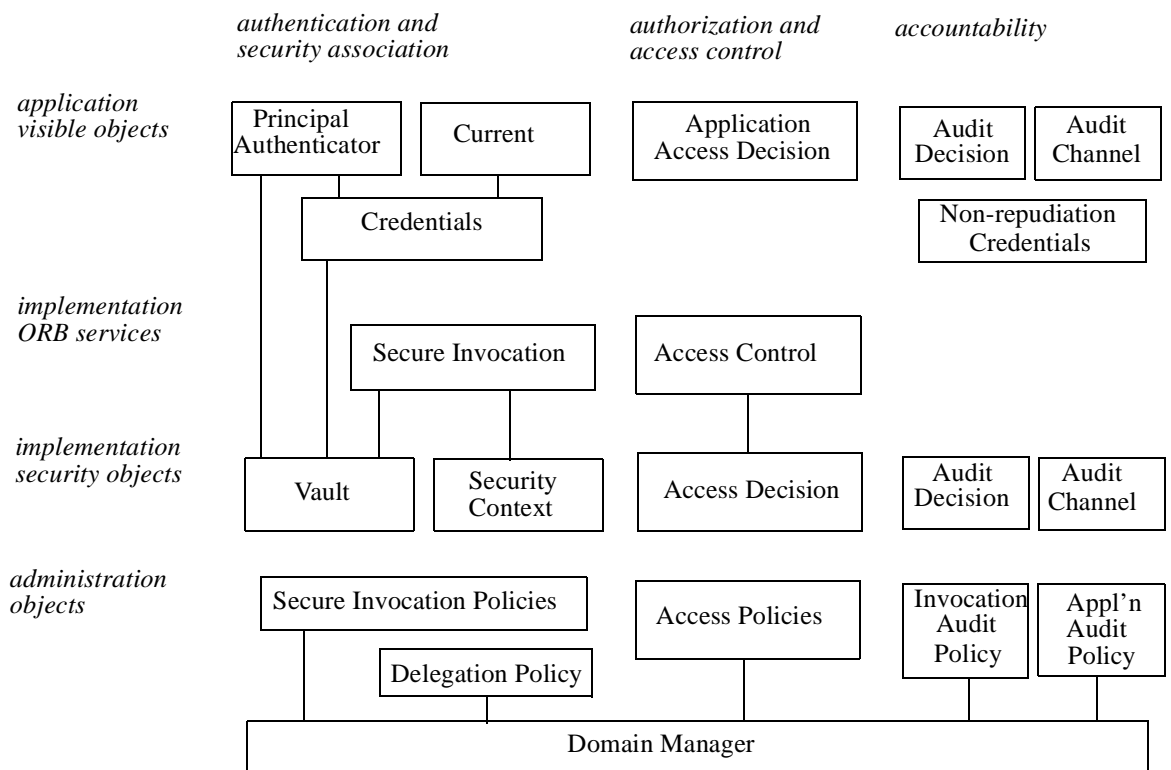 authentication and
security association
authorization and
access control
accountability
application
visible objects
Principal
Authenticator
Current
Application
Access Decision
Audit
Decision
Audit
Channel
Credentials
Non-repudiation
Credentials
implementation
ORB services
Secure Invocation
Access Control
implementation
security objects
Vault
Security
Context
Access Decision
Audit
Decision
Audit
Channel
administration
objects
Secure Invocation Policies
Access Policies
Invocation
Audit
Policy
Appl’n
Audit
Policy
Delegation Policy
Domain Manager